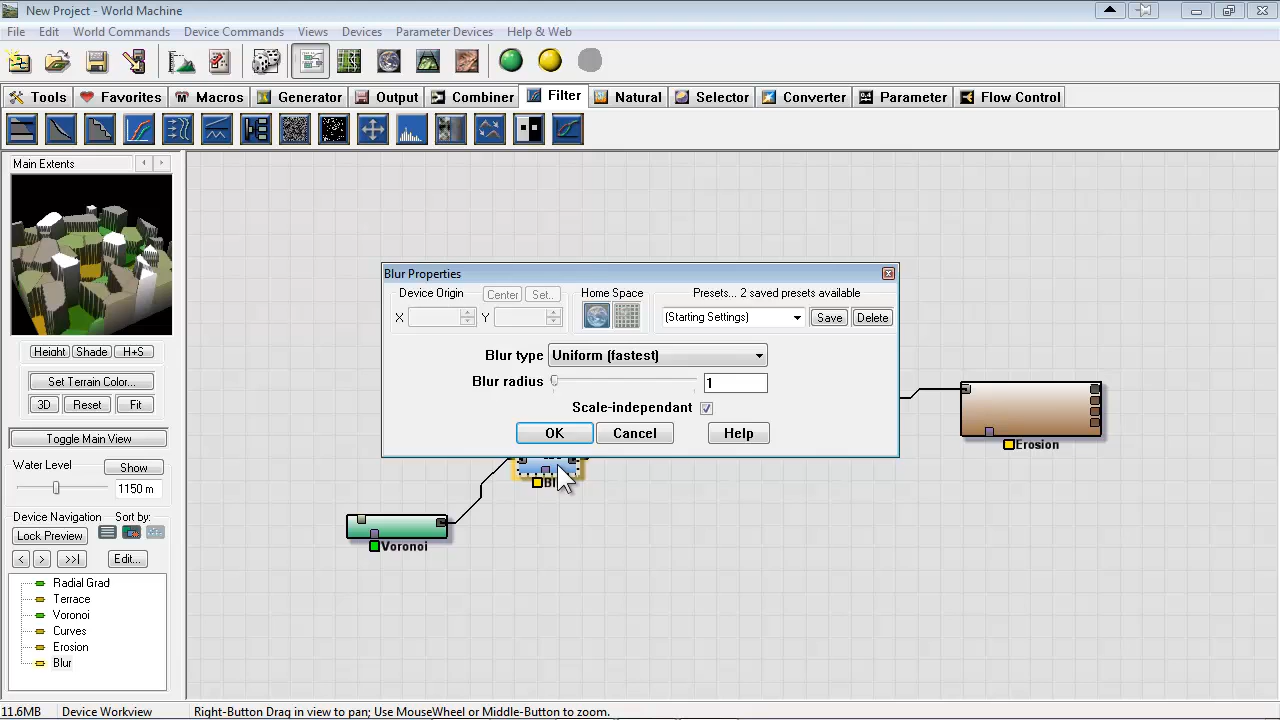 New Project - World Machine
File Edit World Commands Device Commands Views Devices Parameter Devices Help & Web
Tools Favorites Macros Generator Output Combiner Filter Natural Selector Converter Parameter Flow Control
Main Extents
Height Shade H+S
Set Terrain Color...
3D Reset Fit
Toggle Main View
Water Level Show
1150 m
Device Navigation Sort by:
Lock Preview
< > >>| Edit...
Radial Grad
Terrace
Voronoi
Curves
Erosion
Blur
Blur Properties
Device Origin Center Set.. Home Space Presets... 2 saved presets available
X Y (Starting Settings) Save Delete
Blur type Uniform (fastest)
Blur radius 1
Scale-independant
OK Cancel Help
Erosion
Voronoi
11.6MB Device Workview Right-Button Drag in view to pan; Use MouseWheel or Middle-Button to zoom.